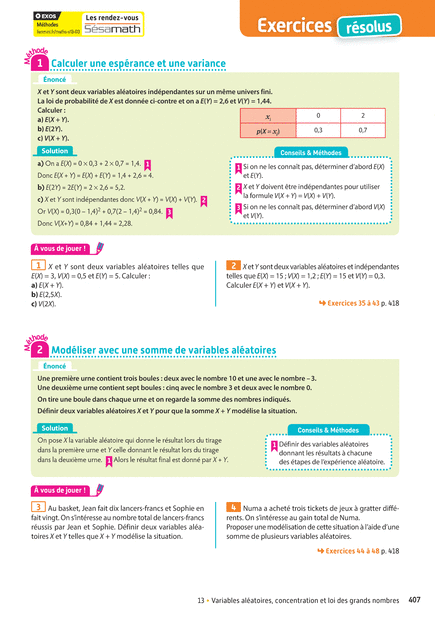 EXOS
Méthodes
Les rendez-vous
Sésamath
Exercices résolus
Méthode
1 Calculer une espérance et une variance
Énoncé
X et Y sont deux variables aléatoires indépendantes sur un même univers fini.
La loi de probabilité de X est donnée ci-contre et on a E(Y) = 2,6 et V(Y) = 1,44.
Calculer :
a) E(X + Y).
b) E(2Y).
c) V(X + Y).
xi 0 2
p(X = xi) 0,3 0,7
Solution
a) On a E(X) = 0 × 0,3 + 2 × 0,7 = 1,4. 1
Donc E(X + Y) = E(X) + E(Y) = 1,4 + 2,6 = 4.
b) E(2Y) = 2E(Y) = 2 × 2,6 = 5,2.
c) X et Y sont indépendantes donc V(X + Y) = V(X) + V(Y). 2
Or V(X) = 0,3(0 – 1,4)² + 0,7(2 – 1,4)² = 0,84. 3
Donc V(X+Y) = 0,84 + 1,44 = 2,28.
Conseils & Méthodes
1 Si on ne les connaît pas, déterminer d'abord E(X)
et E(Y).
2 X et Y doivent être indépendantes pour utiliser
la formule V(X + Y) = V(X) + V(Y).
3 Si on ne les connaît pas, déterminer d'abord V(X)
et V(Y).
À vous de jouer !
1 X et Y sont deux variables aléatoires telles que
E(X) = 3, V(X) = 0,5 et E(Y) = 5. Calculer :
a) E(X + Y).
b) E(2,5X).
c) V(2X).
2 X et Y sont deux variables aléatoires indépendantes
telles que E(X) = 15 ; V(X) = 1,2 ; E(Y) = 15 et V(Y) = 0,3.
Calculer E(X + Y) et V(X + Y).
Exercices 35 à 43 p. 418
Méthode
2 Modéliser avec une somme de variables aléatoires
Énoncé
Une première urne contient trois boules : deux avec le nombre 10 et une avec le nombre – 3.
Une deuxième urne contient sept boules : cinq avec le nombre 3 et deux avec le nombre 0.
On tire une boule dans chaque urne et on regarde la somme des nombres indiqués.
Définir deux variables aléatoires X et Y pour que la somme X + Y modélise la situation.
Solution
On pose X la variable aléatoire qui donne le résultat lors du tirage
dans la première urne et Y celle donnant le résultat lors du tirage
dans la deuxième urne. 1 Alors le résultat final est donné par X + Y.
Conseils & Méthodes
1 Définir des variables aléatoires
donnant les résultats à chacune
des étapes de l'expérience aléatoire.
À vous de jouer !
3 Au basket, Jean fait dix lancers-francs et Sophie en
fait vingt. On s'intéresse au nombre total de lancers-francs
réussis par Jean et Sophie. Définir deux variables aléa-
toires X et Y telles que X + Y modélise la situation.
4 Numa a acheté trois tickets de jeux à gratter diffé-
rents. On s'intéresse au gain total de Numa.
Proposer une modélisation de cette situation à l'aide d'une
somme de plusieurs variables aléatoires.
Exercices 44 à 48 p. 418
13 • Variables aléatoires, concentration et loi des grands nombres 407